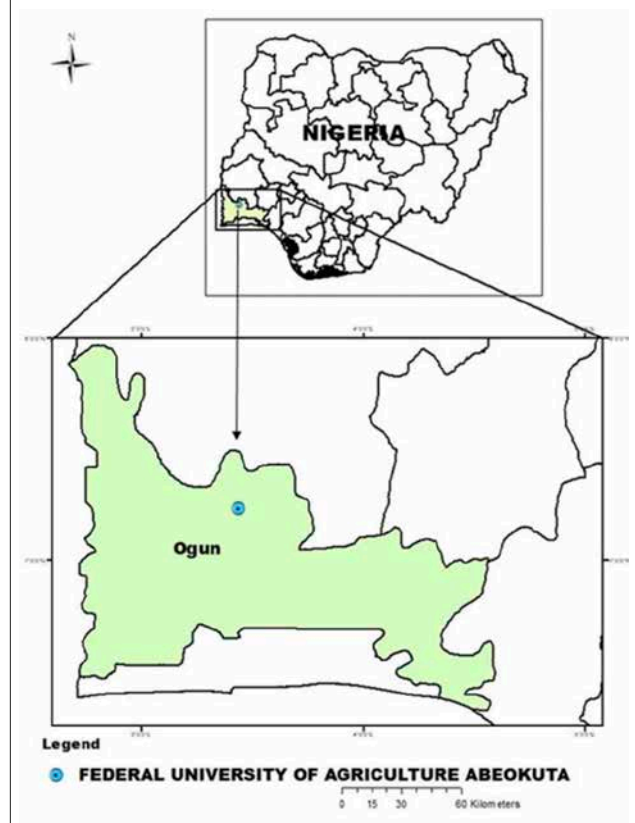 N
NIGERIA
Ogun
Legend
FEDERAL UNIVERSITY OF AGRICULTURE ABEOKUTA
0 15 30 60 Kilometers